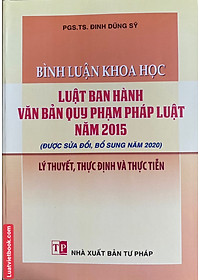 PGS.TS. ĐINH DŨNG SỸ
BÌNH LUẬN KHOA HỌC
LUẬT BAN HÀNH
VĂN BẢN QUY PHẠM PHÁP LUẬT
NĂM 2015
(ĐƯỢC SỬA ĐỔI, BỔ SUNG NĂM 2020)
LÝ THUYẾT, THỰC ĐỊNH VÀ THỰC TIỄN
TP
NHÀ XUẤT BẢN TƯ PHÁP
Luatvietbook.com